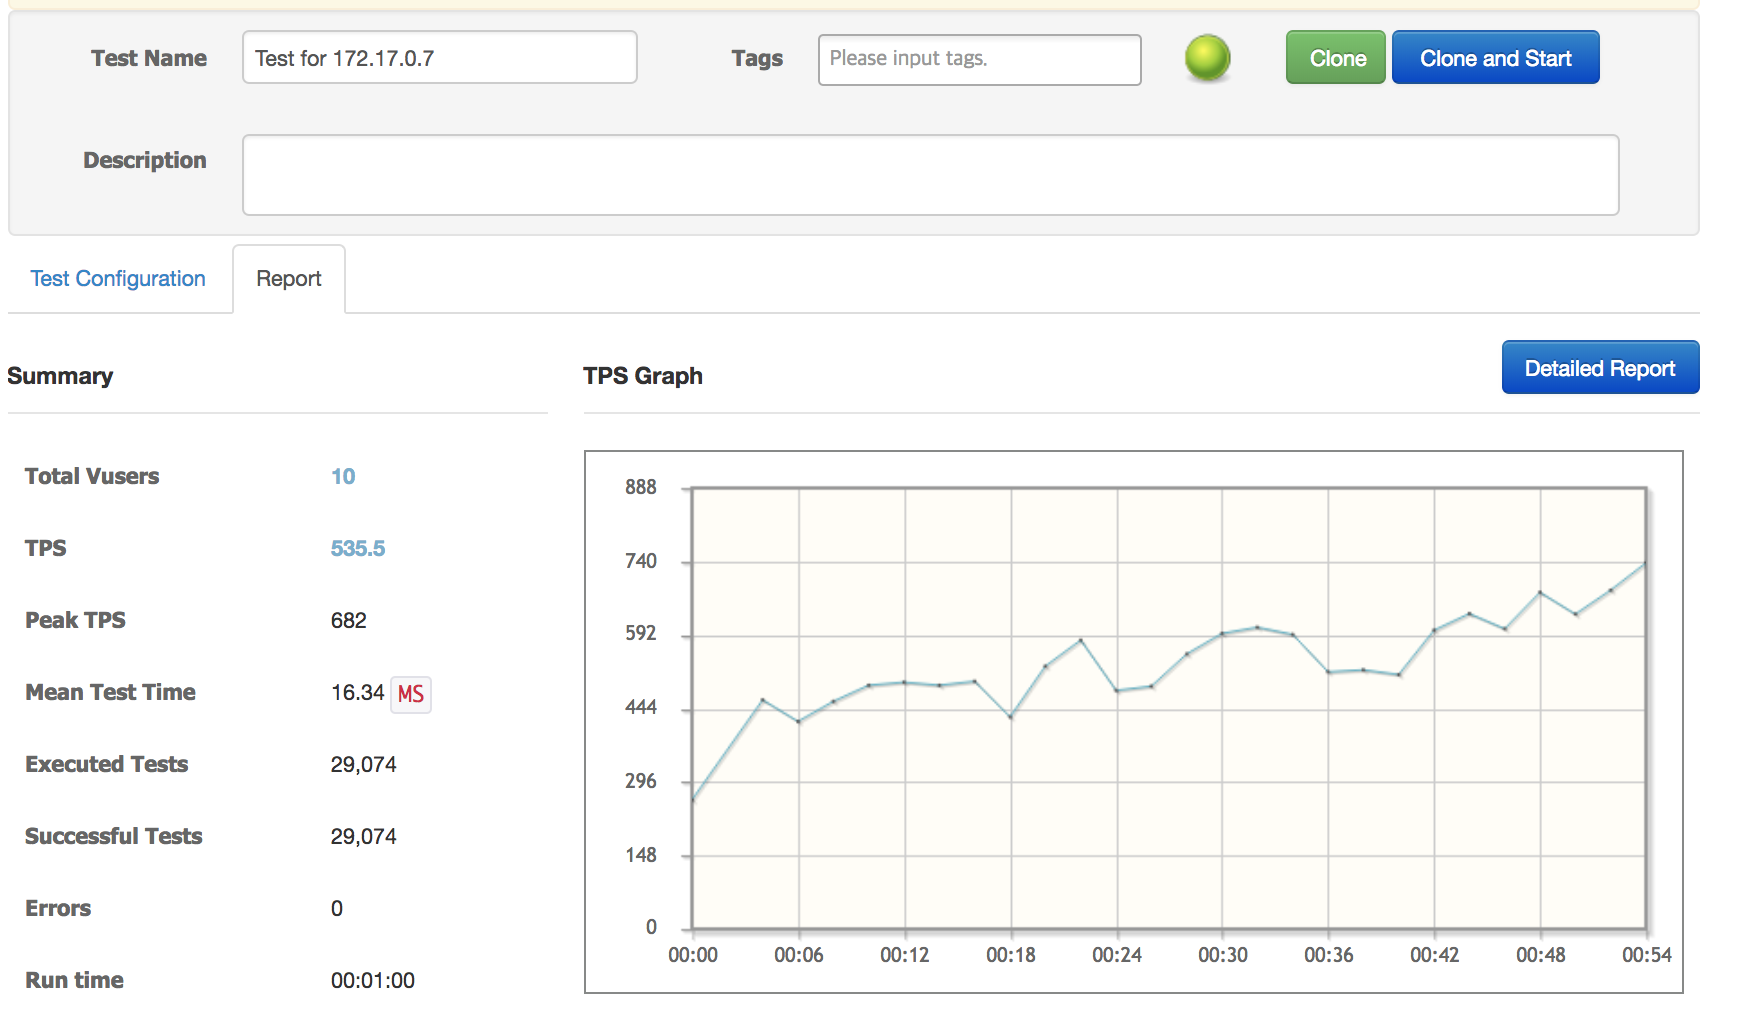 Test Name Test for 172.17.0.7 Tags Please input tags. Clone Clone and Start
Description
Test Configuration Report
Summary
TPS Graph Detailed Report
Total Vusers 10
TPS 535.5
Peak TPS 682
Mean Test Time 16.34 MS
Executed Tests 29,074
Successful Tests 29,074
Errors 0
Run time 00:01:00
888
740
592
444
296
148
0
00:00 00:06 00:12 00:18 00:24 00:30 00:36 00:42 00:48 00:54